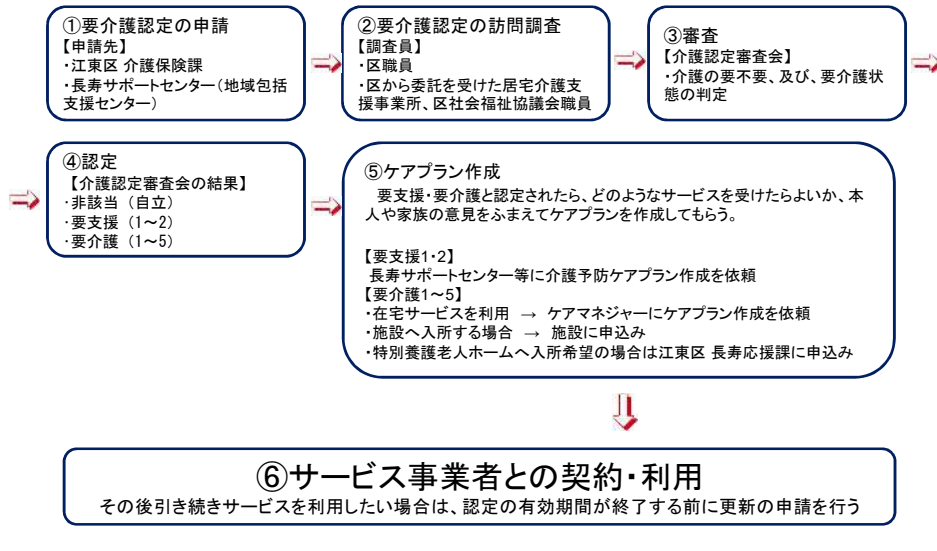 ①要介護認定の申請
【申請先】
・江東区 介護保険課
・長寿サポートセンター（地域包括
支援センター）
②要介護認定の訪問調査
【調査員】
・区職員
・区から委託を受けた居宅介護支
援事業所、区社会福祉協議会職員
③審査
【介護認定審査会】
・介護の要不要、及び、要介護状
態の判定
④認定
【介護認定審査会の結果】
・非該当（自立）
・要支援（1～2）
・要介護（1～5）
⑤ケアプラン作成
要支援・要介護と認定されたら、どのようなサービスを受けたらよいか、本
人や家族の意見をふまえてケアプランを作成してもらう。
【要支援1・2】
長寿サポートセンター等に介護予防ケアプラン作成を依頼
【要介護1～5】
・在宅サービスを利用 → ケアマネジャーにケアプラン作成を依頼
・施設へ入所する場合 → 施設に申込み
・特別養護老人ホームへ入所希望の場合は江東区 長寿応援課に申込み
⑥サービス事業者との契約・利用
その後引き続きサービスを利用したい場合は、認定の有効期間が終了する前に更新の申請を行う